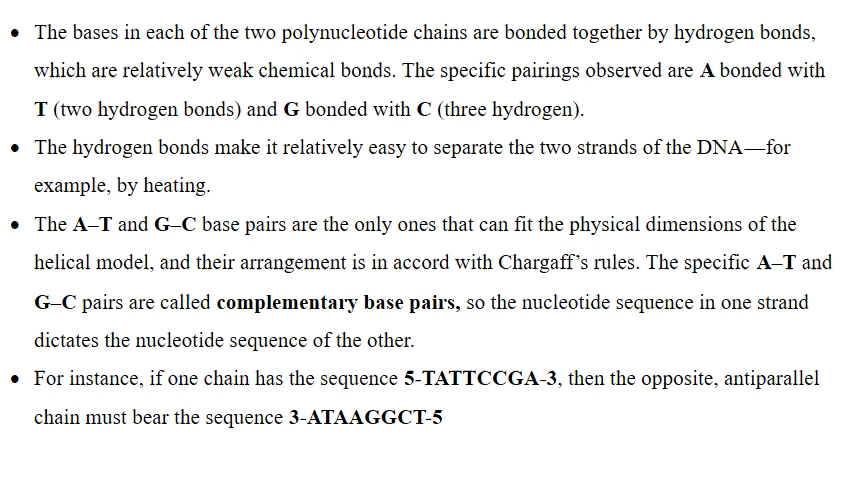 • The bases in each of the two polynucleotide chains are bonded together by hydrogen bonds,
which are relatively weak chemical bonds. The specific pairings observed are A bonded with
T (two hydrogen bonds) and G bonded with C (three hydrogen).
• The hydrogen bonds make it relatively easy to separate the two strands of the DNA—for
example, by heating.
• The A–T and G–C base pairs are the only ones that can fit the physical dimensions of the
helical model, and their arrangement is in accord with Chargaff’s rules. The specific A–T and
G–C pairs are called complementary base pairs, so the nucleotide sequence in one strand
dictates the nucleotide sequence of the other.
• For instance, if one chain has the sequence 5-TATTCCGA-3, then the opposite, antiparallel
chain must bear the sequence 3-ATAAGGCT-5